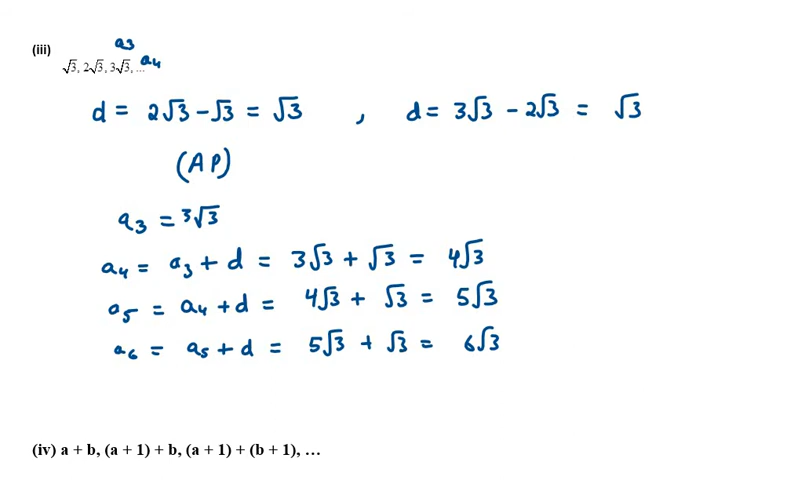 a3
(iii)
√3, 2√3, 3√3, ... a4
d = 2√3 - √3 = √3 , d = 3√3 - 2√3 = √3
(AP)
a3 = 3√3
a4 = a3 + d = 3√3 + √3 = 4√3
a5 = a4 + d = 4√3 + √3 = 5√3
a6 = a5 + d = 5√3 + √3 = 6√3
(iv) a + b, (a + 1) + b, (a + 1) + (b + 1), …